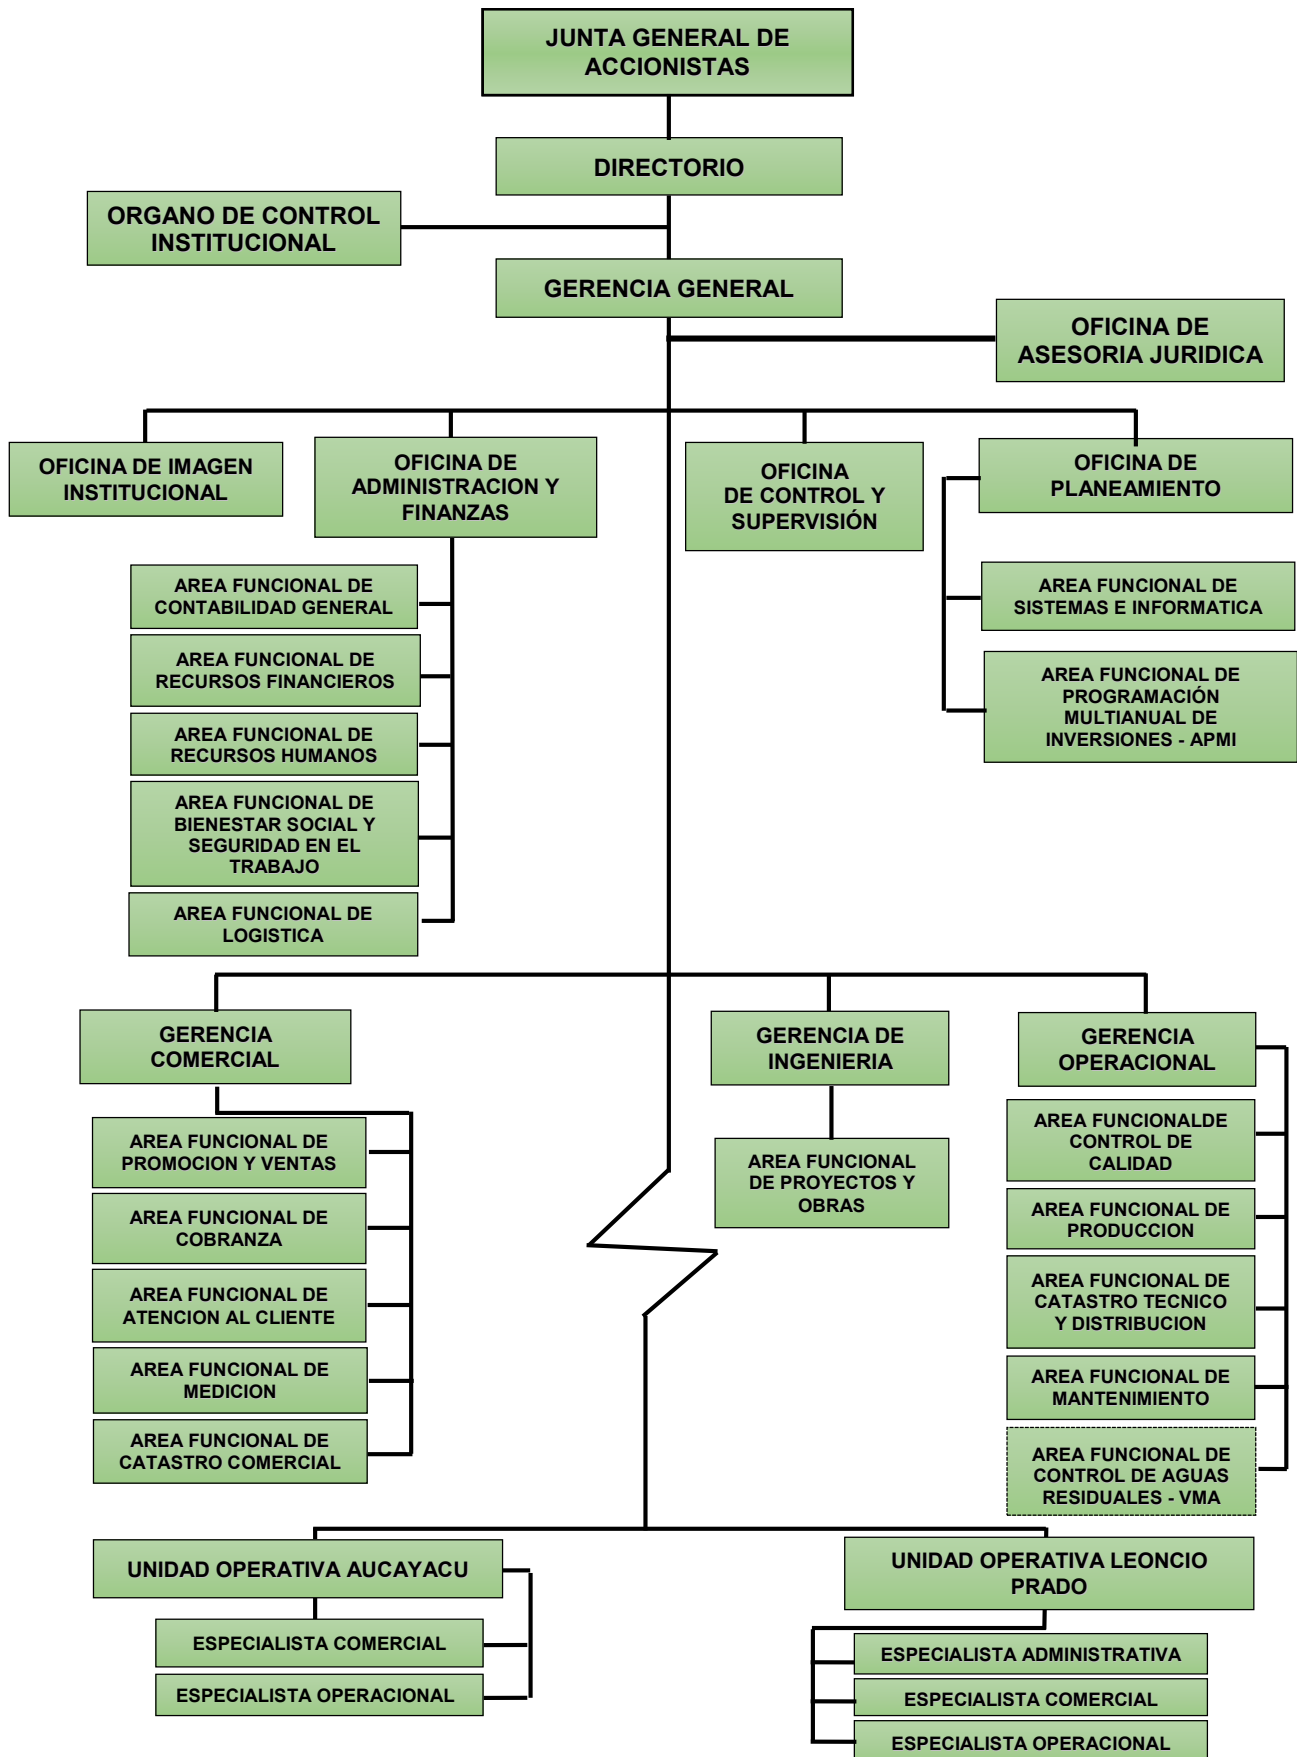 JUNTA GENERAL DE
ACCIONISTAS
DIRECTORIO
ORGANO DE CONTROL
INSTITUCIONAL
GERENCIA GENERAL
OFICINA DE
ASESORIA JURIDICA
OFICINA DE IMAGEN
INSTITUCIONAL
OFICINA DE
ADMINISTRACION Y
FINANZAS
OFICINA
DE CONTROL Y
SUPERVISIÓN
OFICINA DE
PLANEAMIENTO
AREA FUNCIONAL DE
CONTABILIDAD GENERAL
AREA FUNCIONAL DE
RECURSOS FINANCIEROS
AREA FUNCIONAL DE
RECURSOS HUMANOS
AREA FUNCIONAL DE
BIENESTAR SOCIAL Y
SEGURIDAD EN EL
TRABAJO
AREA FUNCIONAL DE
LOGISTICA
AREA FUNCIONAL DE
SISTEMAS E INFORMATICA
AREA FUNCIONAL DE
PROGRAMACIÓN
MULTIANUAL DE
INVERSIONES - APMI
GERENCIA
COMERCIAL
AREA FUNCIONAL DE
PROMOCION Y VENTAS
AREA FUNCIONAL DE
COBRANZA
AREA FUNCIONAL DE
ATENCION AL CLIENTE
AREA FUNCIONAL DE
MEDICION
AREA FUNCIONAL DE
CATASTRO COMERCIAL
GERENCIA DE
INGENIERIA
AREA FUNCIONAL
DE PROYECTOS Y
OBRAS
GERENCIA
OPERACIONAL
AREA FUNCIONALDE
CONTROL DE
CALIDAD
AREA FUNCIONAL DE
PRODUCCION
AREA FUNCIONAL DE
CATASTRO TECNICO
Y DISTRIBUCION
AREA FUNCIONAL DE
MANTENIMIENTO
AREA FUNCIONAL DE
CONTROL DE AGUAS
RESIDUALES - VMA
UNIDAD OPERATIVA AUCAYACU
ESPECIALISTA COMERCIAL
ESPECIALISTA OPERACIONAL
UNIDAD OPERATIVA LEONCIO
PRADO
ESPECIALISTA ADMINISTRATIVA
ESPECIALISTA COMERCIAL
ESPECIALISTA OPERACIONAL